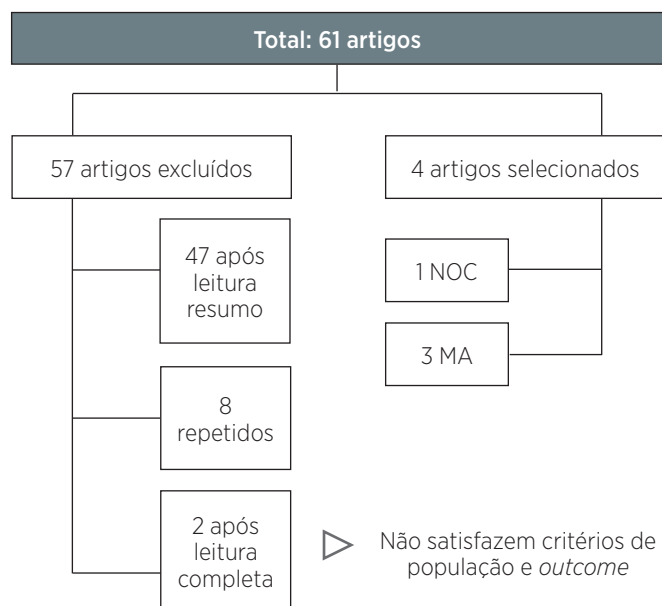 Total: 61 artigos
57 artigos excluídos
4 artigos selecionados
47 após
leitura
resumo
1 NOC
3 MA
8
repetidos
2 após
leitura
completa
Não satisfazem critérios de
população e outcome